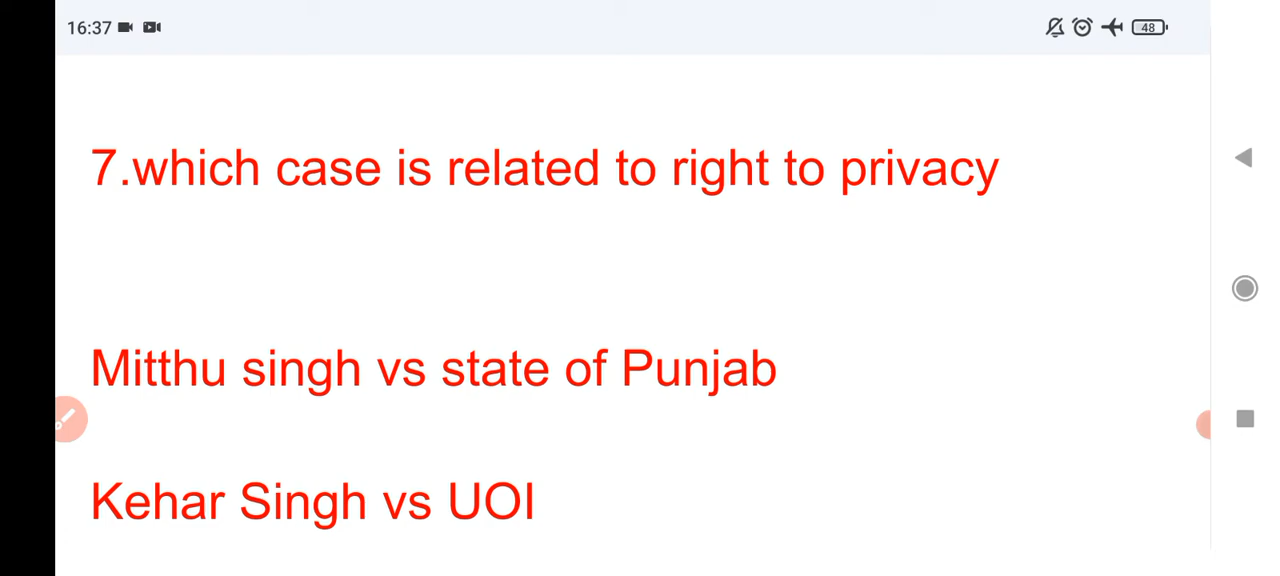 16:37
48
7.which case is related to right to privacy
Mitthu singh vs state of Punjab
Kehar Singh vs UOI